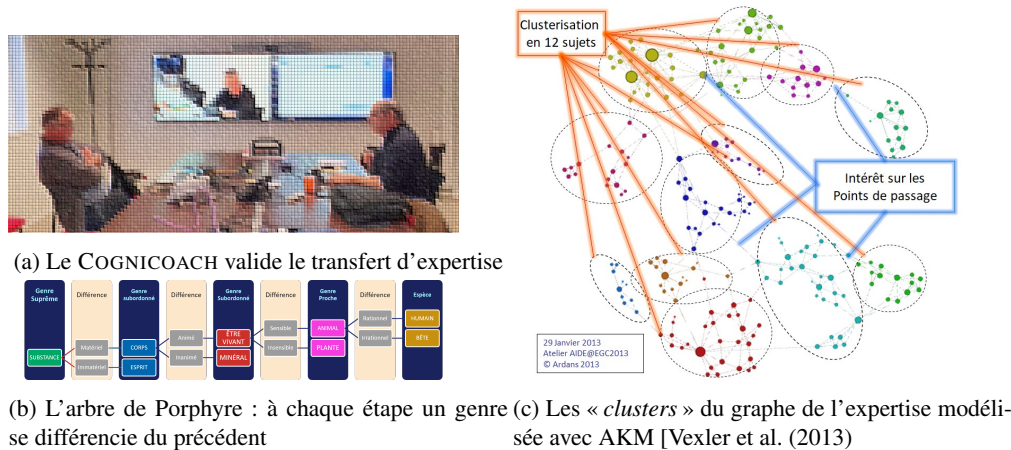 (a) Le COGNICOACH valide le transfert d'expertise
Genre
Suprême
Différence
Genre
subordonné
Différence
Genre
Subordonné
Différence
Genre
Proche
Différence
Espèce
SUBSTANCE
Matériel
Immatériel
CORPS
ESPRIT
Animé
Inanimé
ÊTRE
VIVANT
MINÉRAL
Sensible
Insensible
ANIMAL
PLANTE
Rationnel
Irrationnel
HUMAIN
BÊTE
(b) L'arbre de Porphyre : à chaque étape un genre
se différencie du précédent
Clusterisation
en 12 sujets
Intérêt sur les
Points de passage
29 Janvier 2013
Atelier AIDE@EGC2013
© Ardans 2013
(c) Les « clusters » du graphe de l'expertise modéli-
sée avec AKM [Vexler et al. (2013)